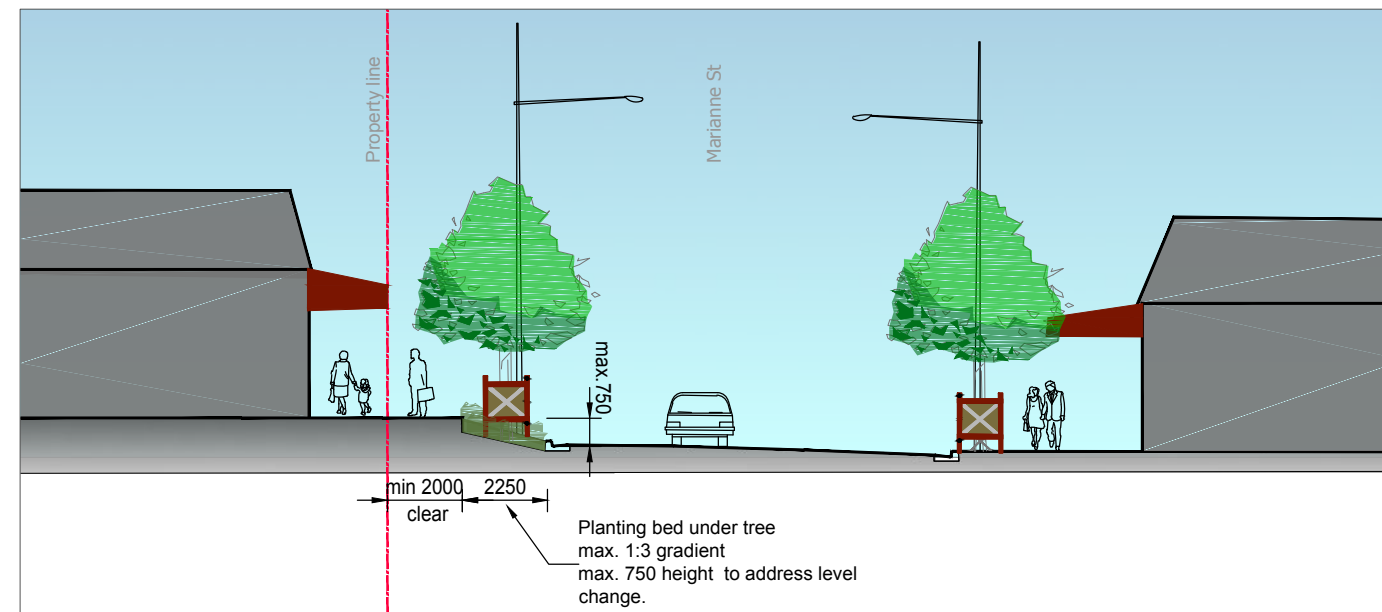 Property line
Marianne St
max.750
min 2000
clear
2250
Planting bed under tree
max. 1:3 gradient
max. 750 height to address level
change.